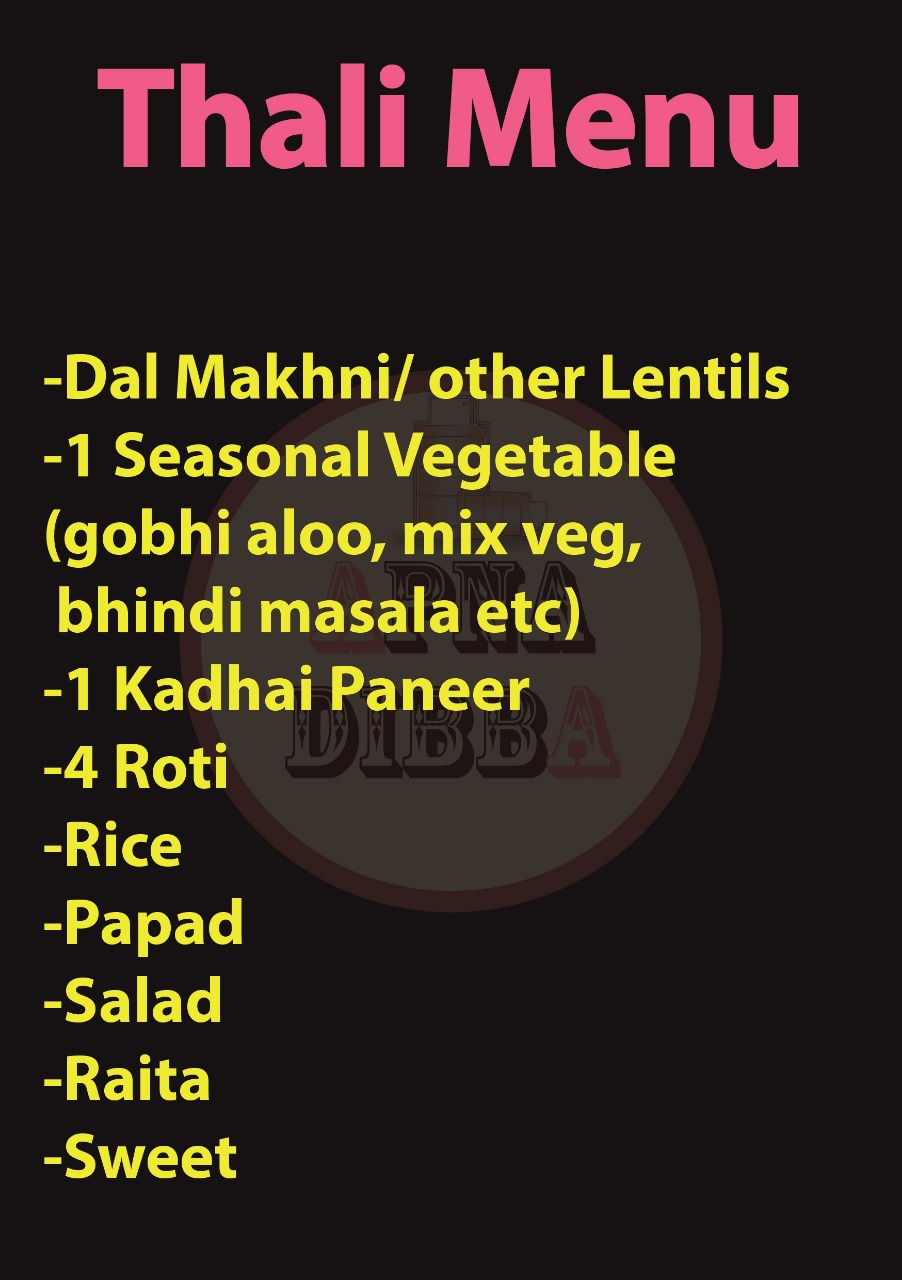 Thali Menu
-Dal Makhni/ other Lentils
-1 Seasonal Vegetable
(gobhi aloo, mix veg,
bhindi masala etc)
-1 Kadhai Paneer
-4 Roti
-Rice
-Papad
-Salad
-Raita
-Sweet
APNA
DIBBA